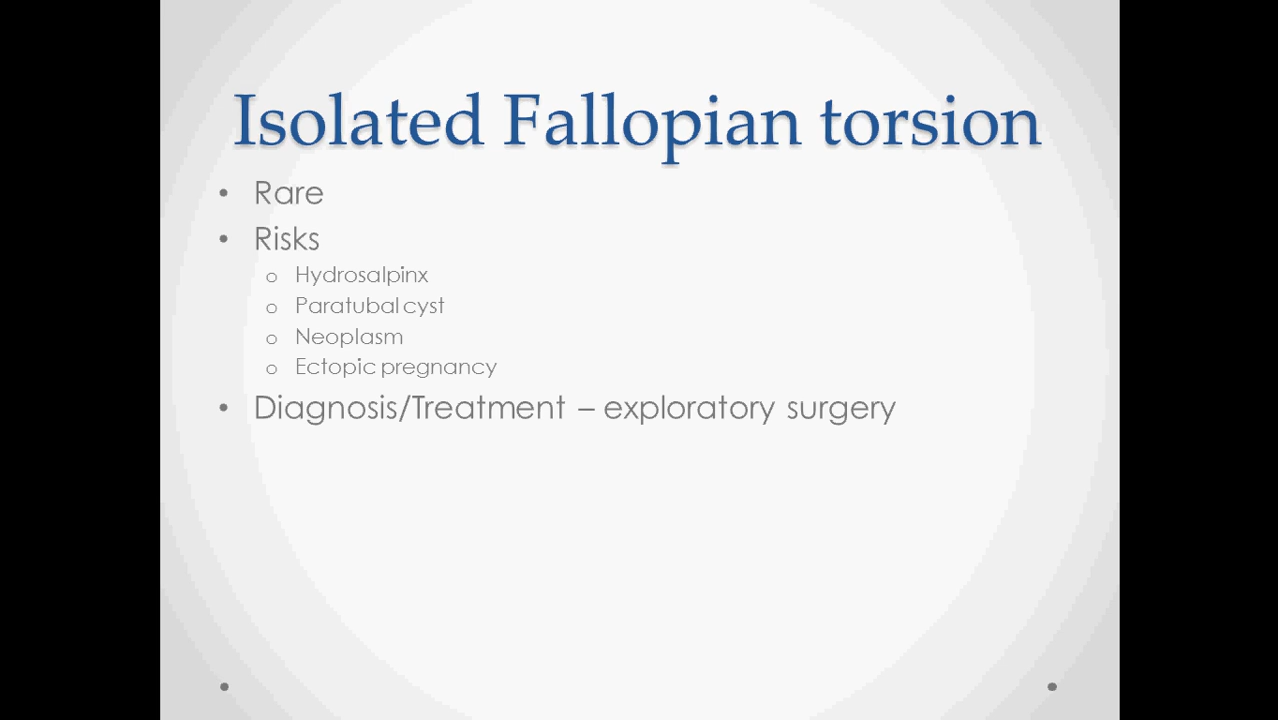 Isolated Fallopian torsion
• Rare
• Risks
o Hydrosalpinx
o Paratubal cyst
o Neoplasm
o Ectopic pregnancy
• Diagnosis/Treatment – exploratory surgery